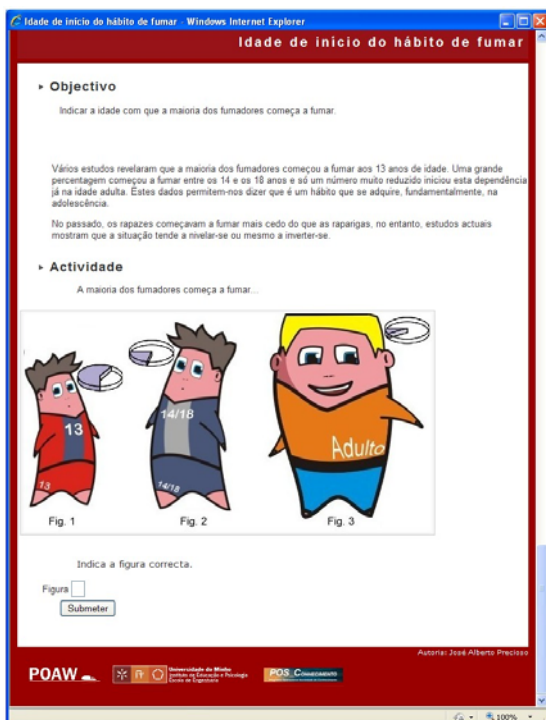 Idade de início do hábito de fumar - Windows Internet Explorer
Idade de início do hábito de fumar
Objectivo
Indicar a idade com que a maioria dos fumadores começa a fumar.
Vários estudos revelaram que a maioria dos fumadores começou a fumar aos 13 anos de idade. Uma grande
percentagem começou a fumar entre os 14 e os 18 anos e só um número muito reduzido iniciou esta dependência
já na idade adulta. Estes dados permitem-nos dizer que é um hábito que se adquire, fundamentalmente, na
adolescência.
No passado, os rapazes começavam a fumar mais cedo do que as raparigas, no entanto, estudos actuais
mostram que a situação tende a nivelar-se ou mesmo a inverter-se.
Actividade
A maioria dos fumadores começa a fumar...
13
13
Fig. 1
14/18
14/18
Fig. 2
Adulto
Fig. 3
Indica a figura correcta.
Figura
Submeter
Autoria: José Alberto Precioso
POAW
Universidade do Minho
Instituto de Educação e Psicologia
Escola de Engenharia
POS_Conhecimento
100%